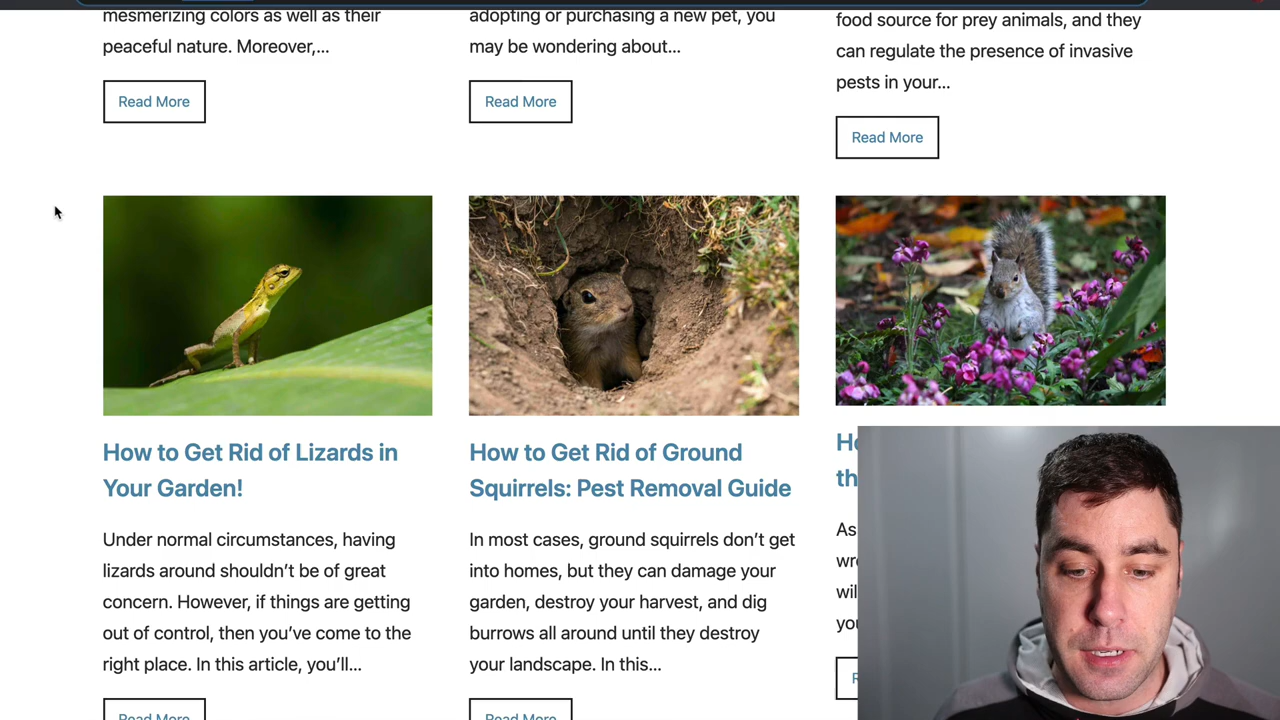 mesmerizing colors as well as their
peaceful nature. Moreover,...
Read More
adopting or purchasing a new pet, you
may be wondering about...
Read More
food source for prey animals, and they
can regulate the presence of invasive
pests in your...
Read More
How to Get Rid of Lizards in
Your Garden!
Under normal circumstances, having
lizards around shouldn't be of great
concern. However, if things are getting
out of control, then you've come to the
right place. In this article, you'll...
Read More
How to Get Rid of Ground
Squirrels: Pest Removal Guide
In most cases, ground squirrels don't get
into homes, but they can damage your
garden, destroy your harvest, and dig
burrows all around until they destroy
your landscape. In this...
Read More
As